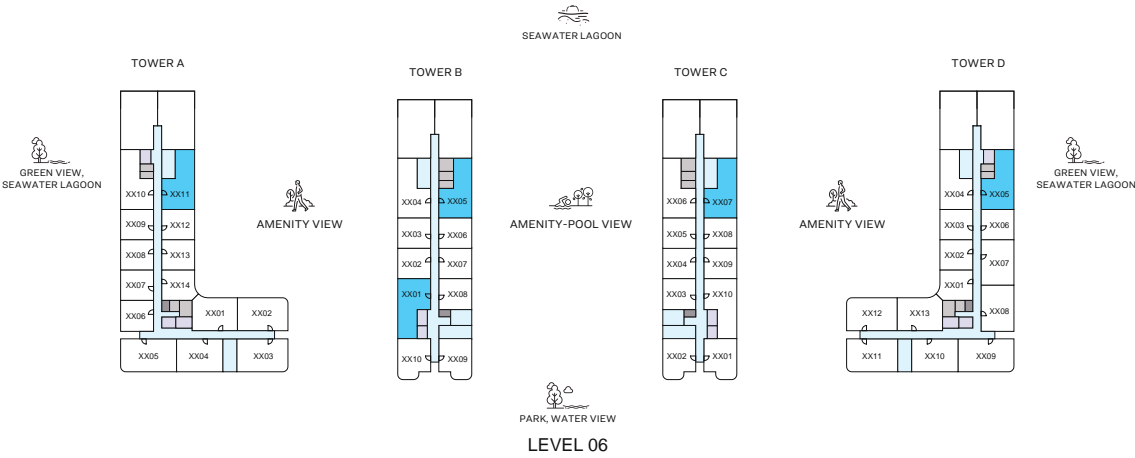 SEAWATER LAGOON
TOWER A
TOWER B
TOWER C
TOWER D
GREEN VIEW,
SEAWATER LAGOON
AMENITY VIEW
AMENITY-POOL VIEW
AMENITY VIEW
GREEN VIEW,
SEAWATER LAGOON
XX10 XX11
XX09 XX12
XX08 XX13
XX07 XX14
XX06 XX01 XX02
XX05 XX04 XX03
XX04 XX05
XX03 XX06
XX02 XX07
XX01 XX08
XX10 XX09
XX06 XX07
XX05 XX08
XX04 XX09
XX03 XX10
XX02 XX01
XX04 XX05
XX03 XX06
XX02 XX07
XX01
XX12 XX13 XX08
XX11 XX10 XX09
PARK, WATER VIEW
LEVEL 06